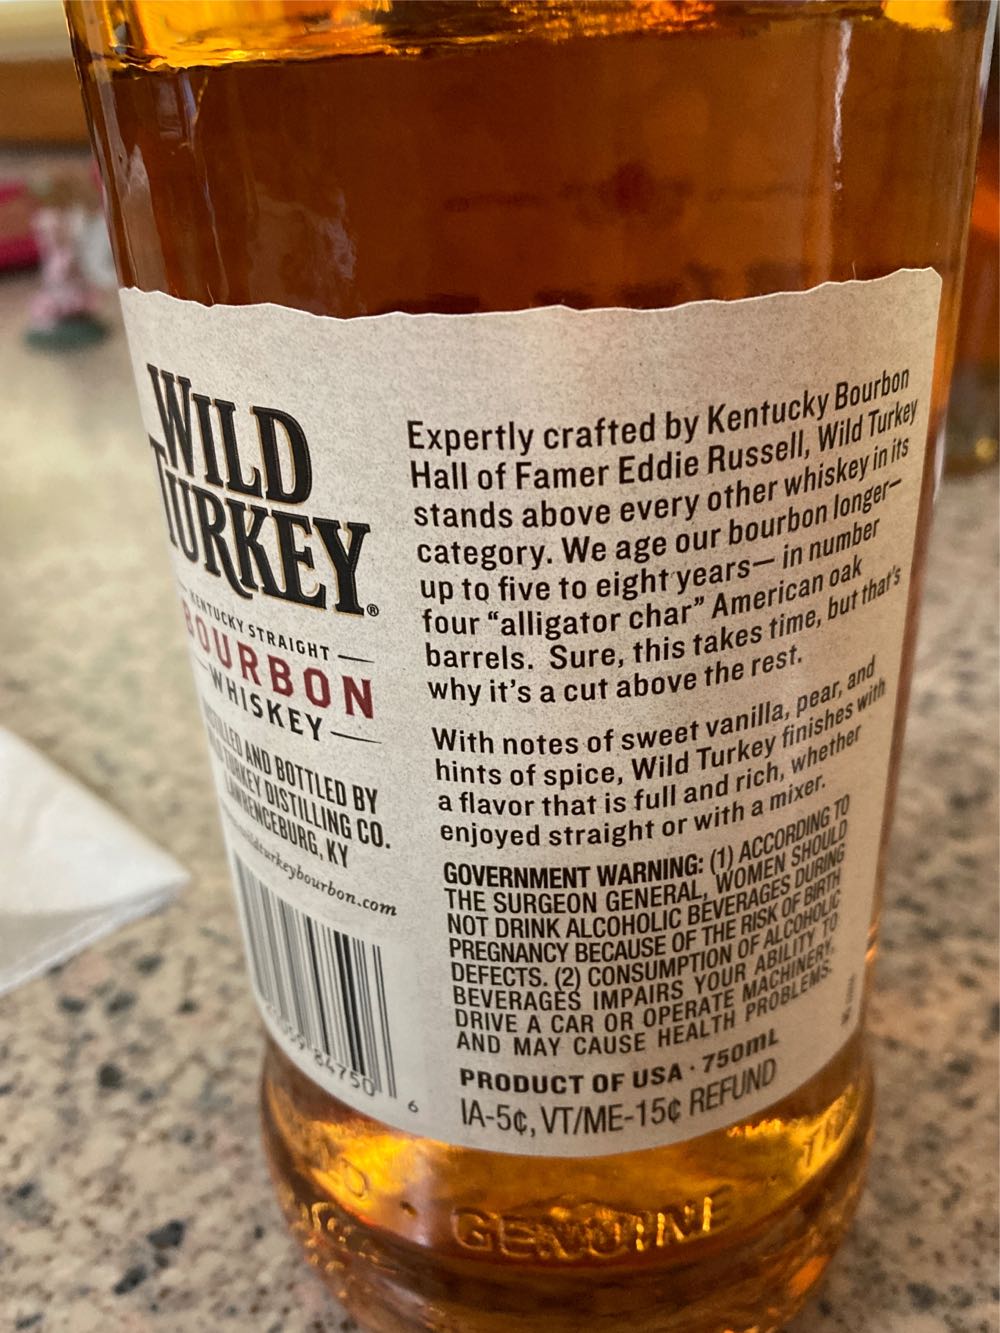 WILD
TURKEY®
KENTUCKY STRAIGHT
BOURBON
WHISKEY
AND BOTTLED BY
TURKEY DISTILLING CO.
LAWRENCEBURG, KY
wildturkeybourbon.com
84750
6
Expertly crafted by Kentucky Bourbon
Hall of Famer Eddie Russell, Wild Turkey
stands above every other whiskey in its
category. We age our bourbon longer—
up to five to eight years— in number
four “alligator char” American oak
barrels. Sure, this takes time, but that's
why it's a cut above the rest.
With notes of sweet vanilla, pear, and
hints of spice, Wild Turkey finishes with
a flavor that is full and rich, whether
enjoyed straight or with a mixer.
GOVERNMENT WARNING: (1) ACCORDING TO
THE SURGEON GENERAL, WOMEN SHOULD
NOT DRINK ALCOHOLIC BEVERAGES DURING
PREGNANCY BECAUSE OF THE RISK OF BIRTH
DEFECTS. (2) CONSUMPTION OF ALCOHOLIC
BEVERAGES IMPAIRS YOUR ABILITY TO
DRIVE A CAR OR OPERATE MACHINERY,
AND MAY CAUSE HEALTH PROBLEMS.
PRODUCT OF USA · 750mL
IA-5¢, VT/ME-15¢ REFUND
GENUINE